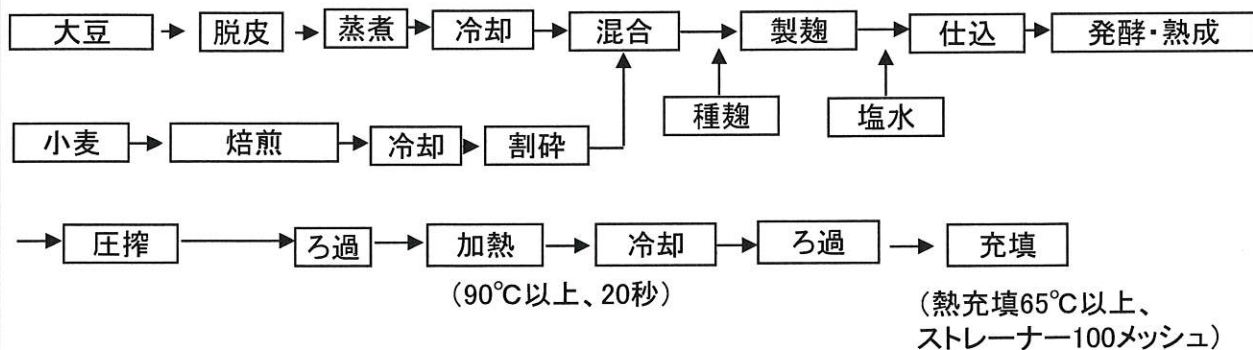 大豆 脱皮 蒸煮 冷却 混合 製麹 仕込 発酵・熟成
種麹 塩水
小麦 焙煎 冷却 割砕
圧搾 ろ過 加熱 冷却 ろ過 充填
(90℃以上、20秒)
(熱充填65℃以上、
ストレーナー100メッシュ)